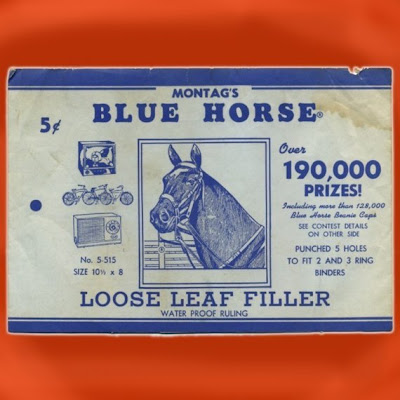 MONTAG'S
BLUE HORSE®
5¢
Over
190,000
PRIZES!
Including more than 128,000
Blue Horse Beanie Caps
SEE CONTEST DETAILS
ON OTHER SIDE
PUNCHED 5 HOLES
TO FIT 2 AND 3 RING
BINDERS
No. 5-515
SIZE 10½ x 8
LOOSE LEAF FILLER
WATER PROOF RULING